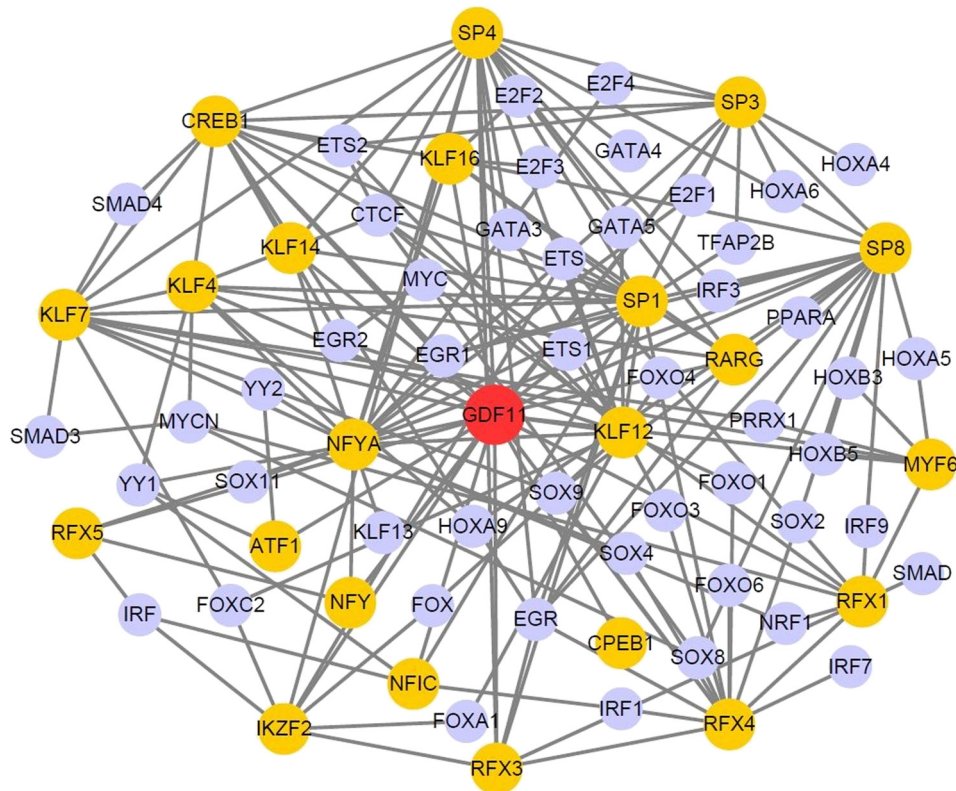 SP4
E2F2
E2F4
SP3
CREB1
ETS2
KLF16
E2F3
GATA4
HOXA4
SMAD4
CTCF
E2F1
HOXA6
GATA3
GATA5
TFAP2B
KLF14
ETS
SP8
KLF4
MYC
IRF3
KLF7
SP1
PPARA
EGR2
EGR1
ETS1
RARG
HOXA5
YY2
FOXO4
HOXB3
MYCN
GDF11
PRRX1
SMAD3
NFYA
KLF12
HOXB5
MYF6
YY1
SOX11
SOX9
FOXO1
RFX5
ATF1
KLF13
HOXA9
FOXO3
SOX2
IRF9
SOX4
SMAD
IRF
FOXC2
NFY
FOX
EGR
FOXO6
RFX1
NRF1
CPEB1
SOX8
IRF7
NFIC
IKZF2
FOXA1
IRF1
RFX4
RFX3